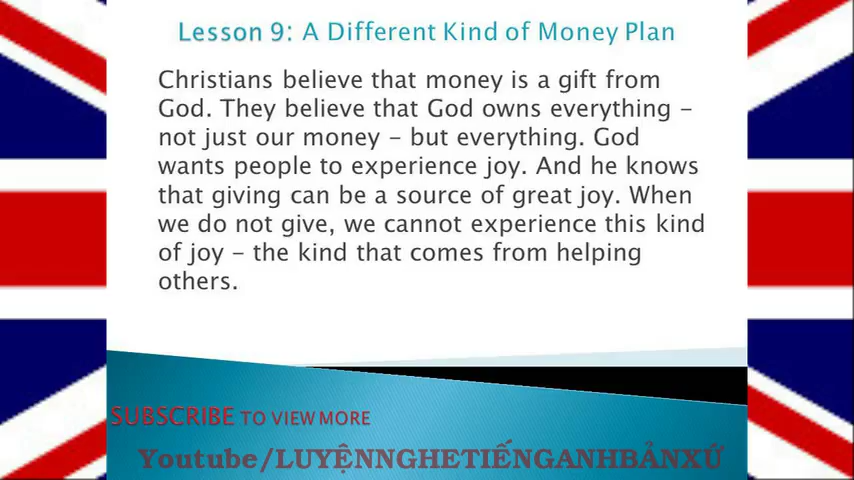 Lesson 9: A Different Kind of Money Plan
Christians believe that money is a gift from
God. They believe that God owns everything –
not just our money – but everything. God
wants people to experience joy. And he knows
that giving can be a source of great joy. When
we do not give, we cannot experience this kind
of joy – the kind that comes from helping
others.
SUBSCRIBE TO VIEW MORE
Youtube/LUYỆNNGHETIẾNGANHBẢNXỨ